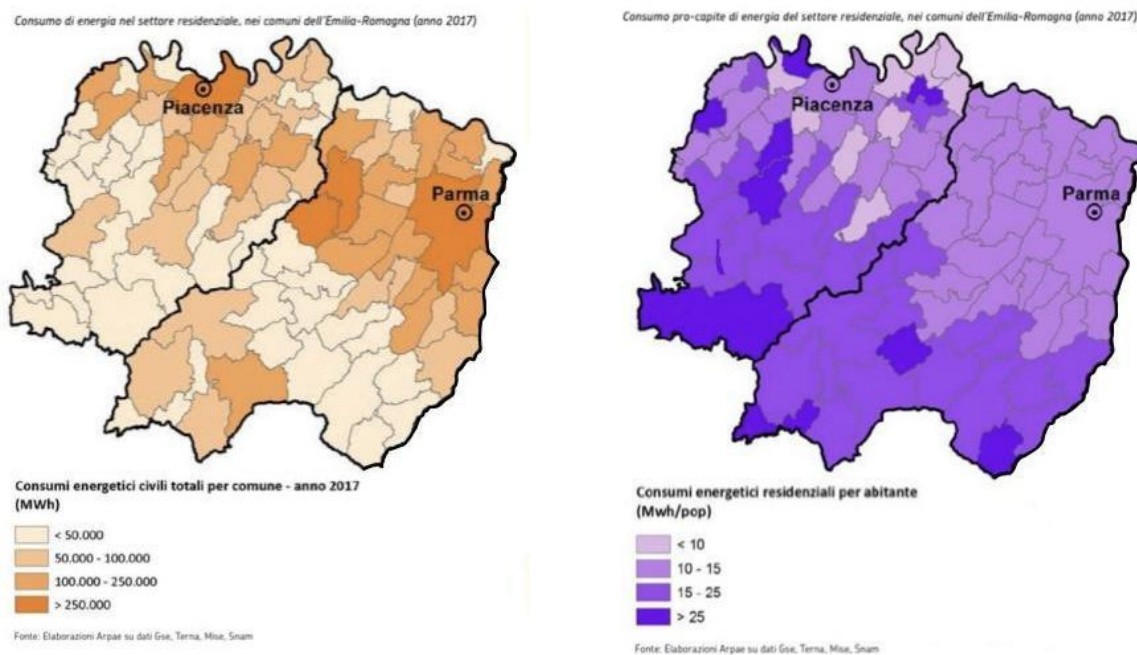 Consumo di energia nel settore residenziale, nei comuni dell'Emilia-Romagna (anno 2017)
Piacenza
Parma
Consumi energetici civili totali per comune - anno 2017
(MWh)
< 50.000
50.000 - 100.000
100.000 - 250.000
> 250.000
Fonte: Elaborazioni Arpae su dati Gse, Terna, Mise, Snam
Consumo pro-capite di energia del settore residenziale, nei comuni dell'Emilia-Romagna (anno 2017)
Piacenza
Parma
Consumi energetici residenziali per abitante
(Mwh/pop)
< 10
10 - 15
15 - 25
> 25
Fonte: Elaborazioni Arpae su dati Gse, Terna, Mise, Snam